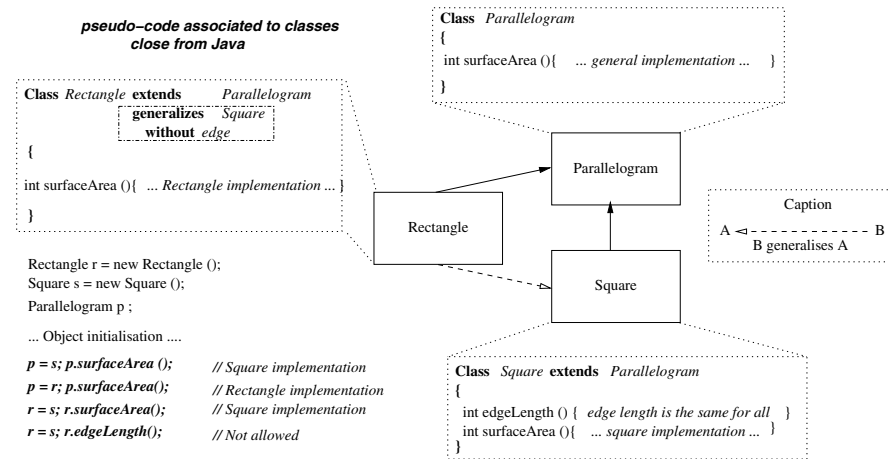 pseudo−code associated to classes
close from Java
Class Parallelogram
{
int surfaceArea (){ ... general implementation ... }
}
Class Rectangle extends Parallelogram
generalizes Square
without edge
{
int surfaceArea (){ ... Rectangle implementation ... }
}
Parallelogram
Rectangle
Square
Caption
A B
B generalises A
Rectangle r = new Rectangle ();
Square s = new Square ();
Parallelogram p ;
... Object initialisation ....
p = s; p.surfaceArea (); // Square implementation
p = r; p.surfaceArea(); // Rectangle implementation
r = s; r.surfaceArea(); // Square implementation
r = s; r.edgeLength(); // Not allowed
Class Square extends Parallelogram
{
int edgeLength () { edge length is the same for all }
int surfaceArea (){ ... square implementation ... }
}